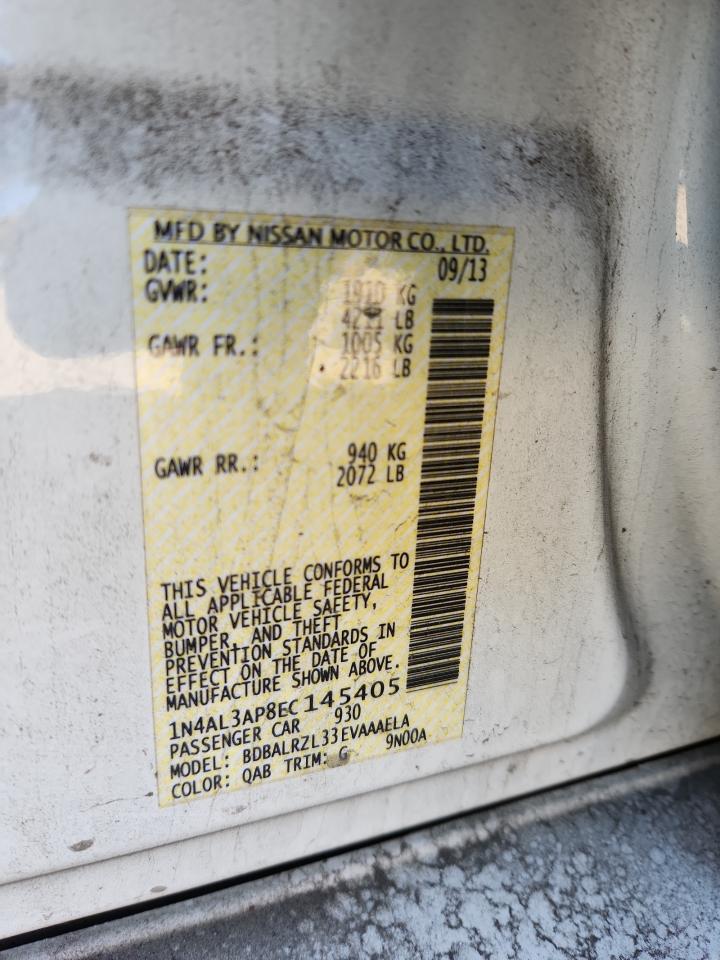 MFD BY NISSAN MOTOR CO., LTD.
DATE: 09/13
GVWR: 1910 KG
4211 LB
GAWR FR.: 1005 KG
2216 LB
GAWR RR.: 940 KG
2072 LB
THIS VEHICLE CONFORMS TO
ALL APPLICABLE FEDERAL
MOTOR VEHICLE SAFETY,
BUMPER, AND THEFT
PREVENTION STANDARDS IN
EFFECT ON THE DATE OF
MANUFACTURE SHOWN ABOVE.
1N4AL3AP8EC145405
PASSENGER CAR 930
MODEL: BDBALRZL33EVAAAELA
COLOR: QAB TRIM: G 9N00A